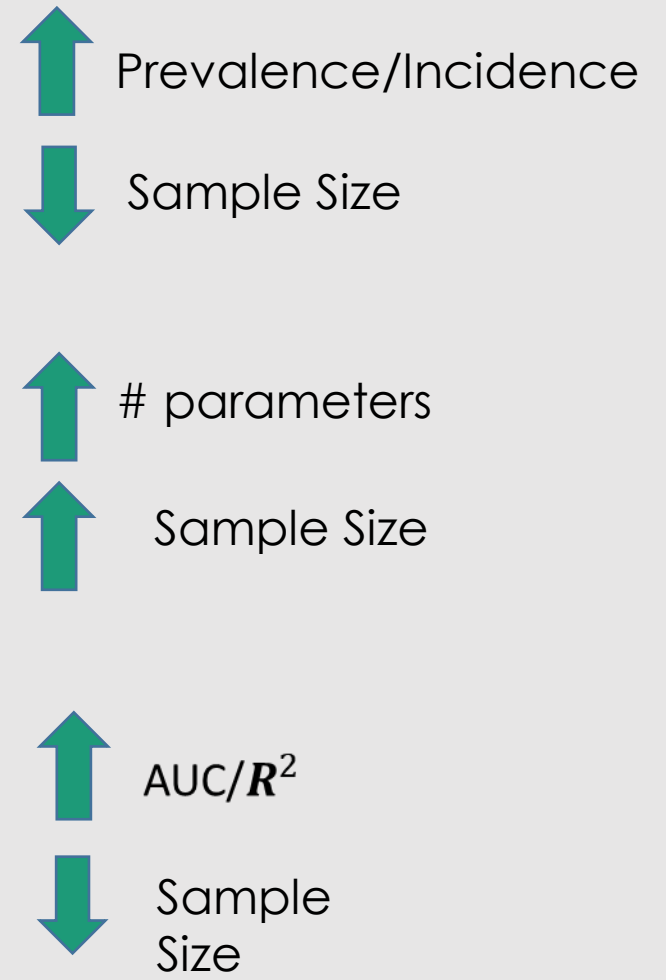 Prevalence/Incidence
Sample Size
# parameters
Sample Size
AUC/R²
Sample
Size